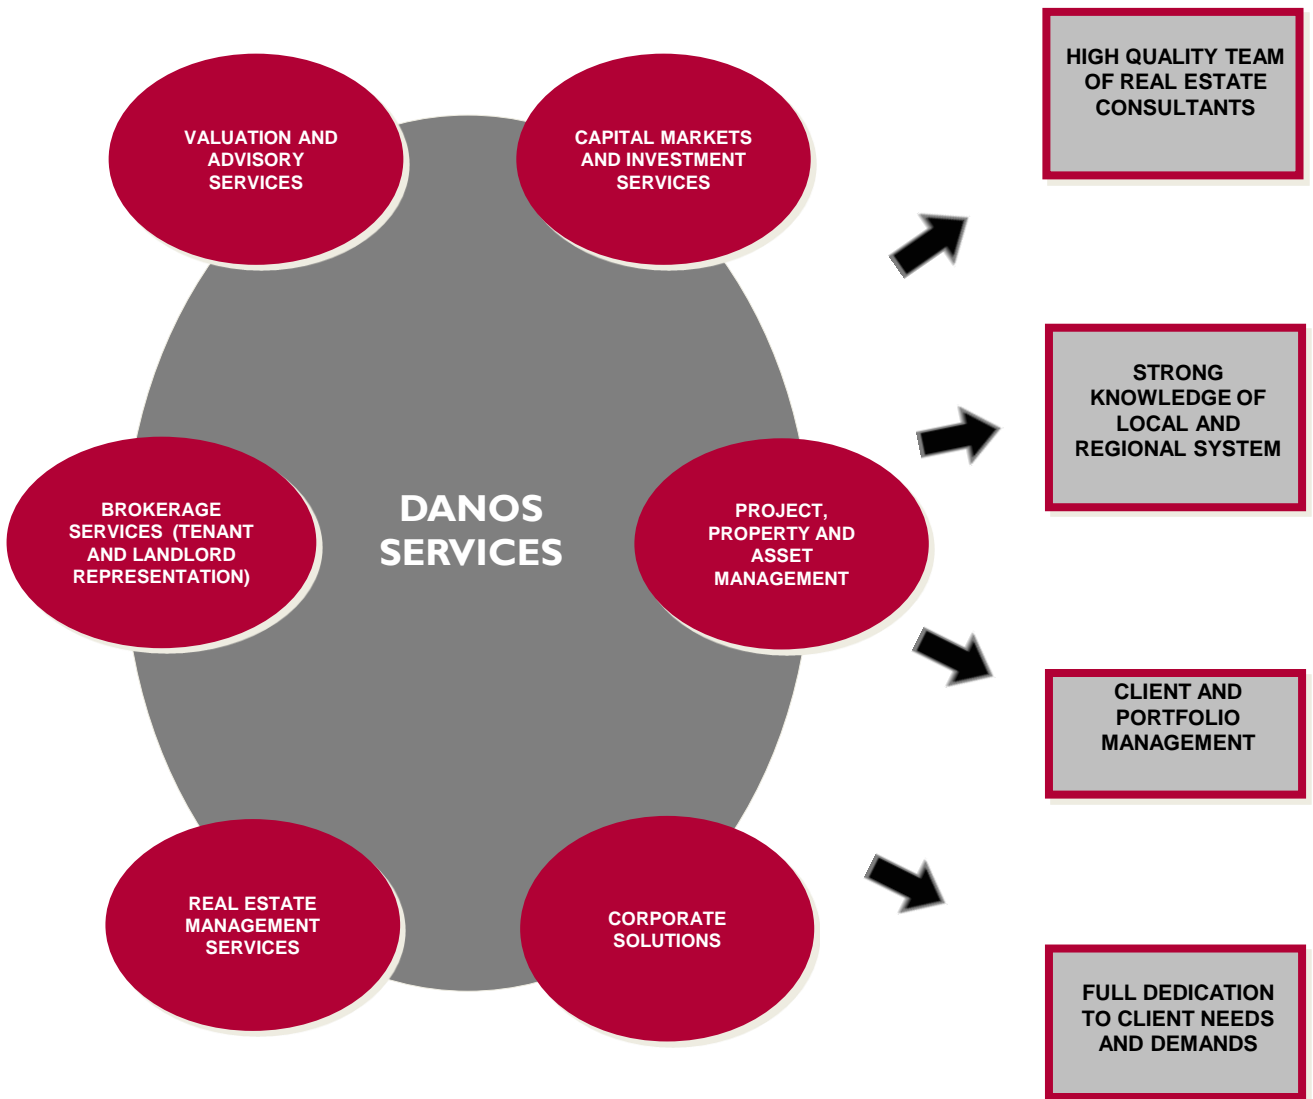 VALUATION AND
ADVISORY
SERVICES
CAPITAL MARKETS
AND INVESTMENT
SERVICES
BROKERAGE
SERVICES (TENANT
AND LANDLORD
REPRESENTATION)
DANOS
SERVICES
PROJECT,
PROPERTY AND
ASSET
MANAGEMENT
REAL ESTATE
MANAGEMENT
SERVICES
CORPORATE
SOLUTIONS
HIGH QUALITY TEAM
OF REAL ESTATE
CONSULTANTS
STRONG
KNOWLEDGE OF
LOCAL AND
REGIONAL SYSTEM
CLIENT AND
PORTFOLIO
MANAGEMENT
FULL DEDICATION
TO CLIENT NEEDS
AND DEMANDS